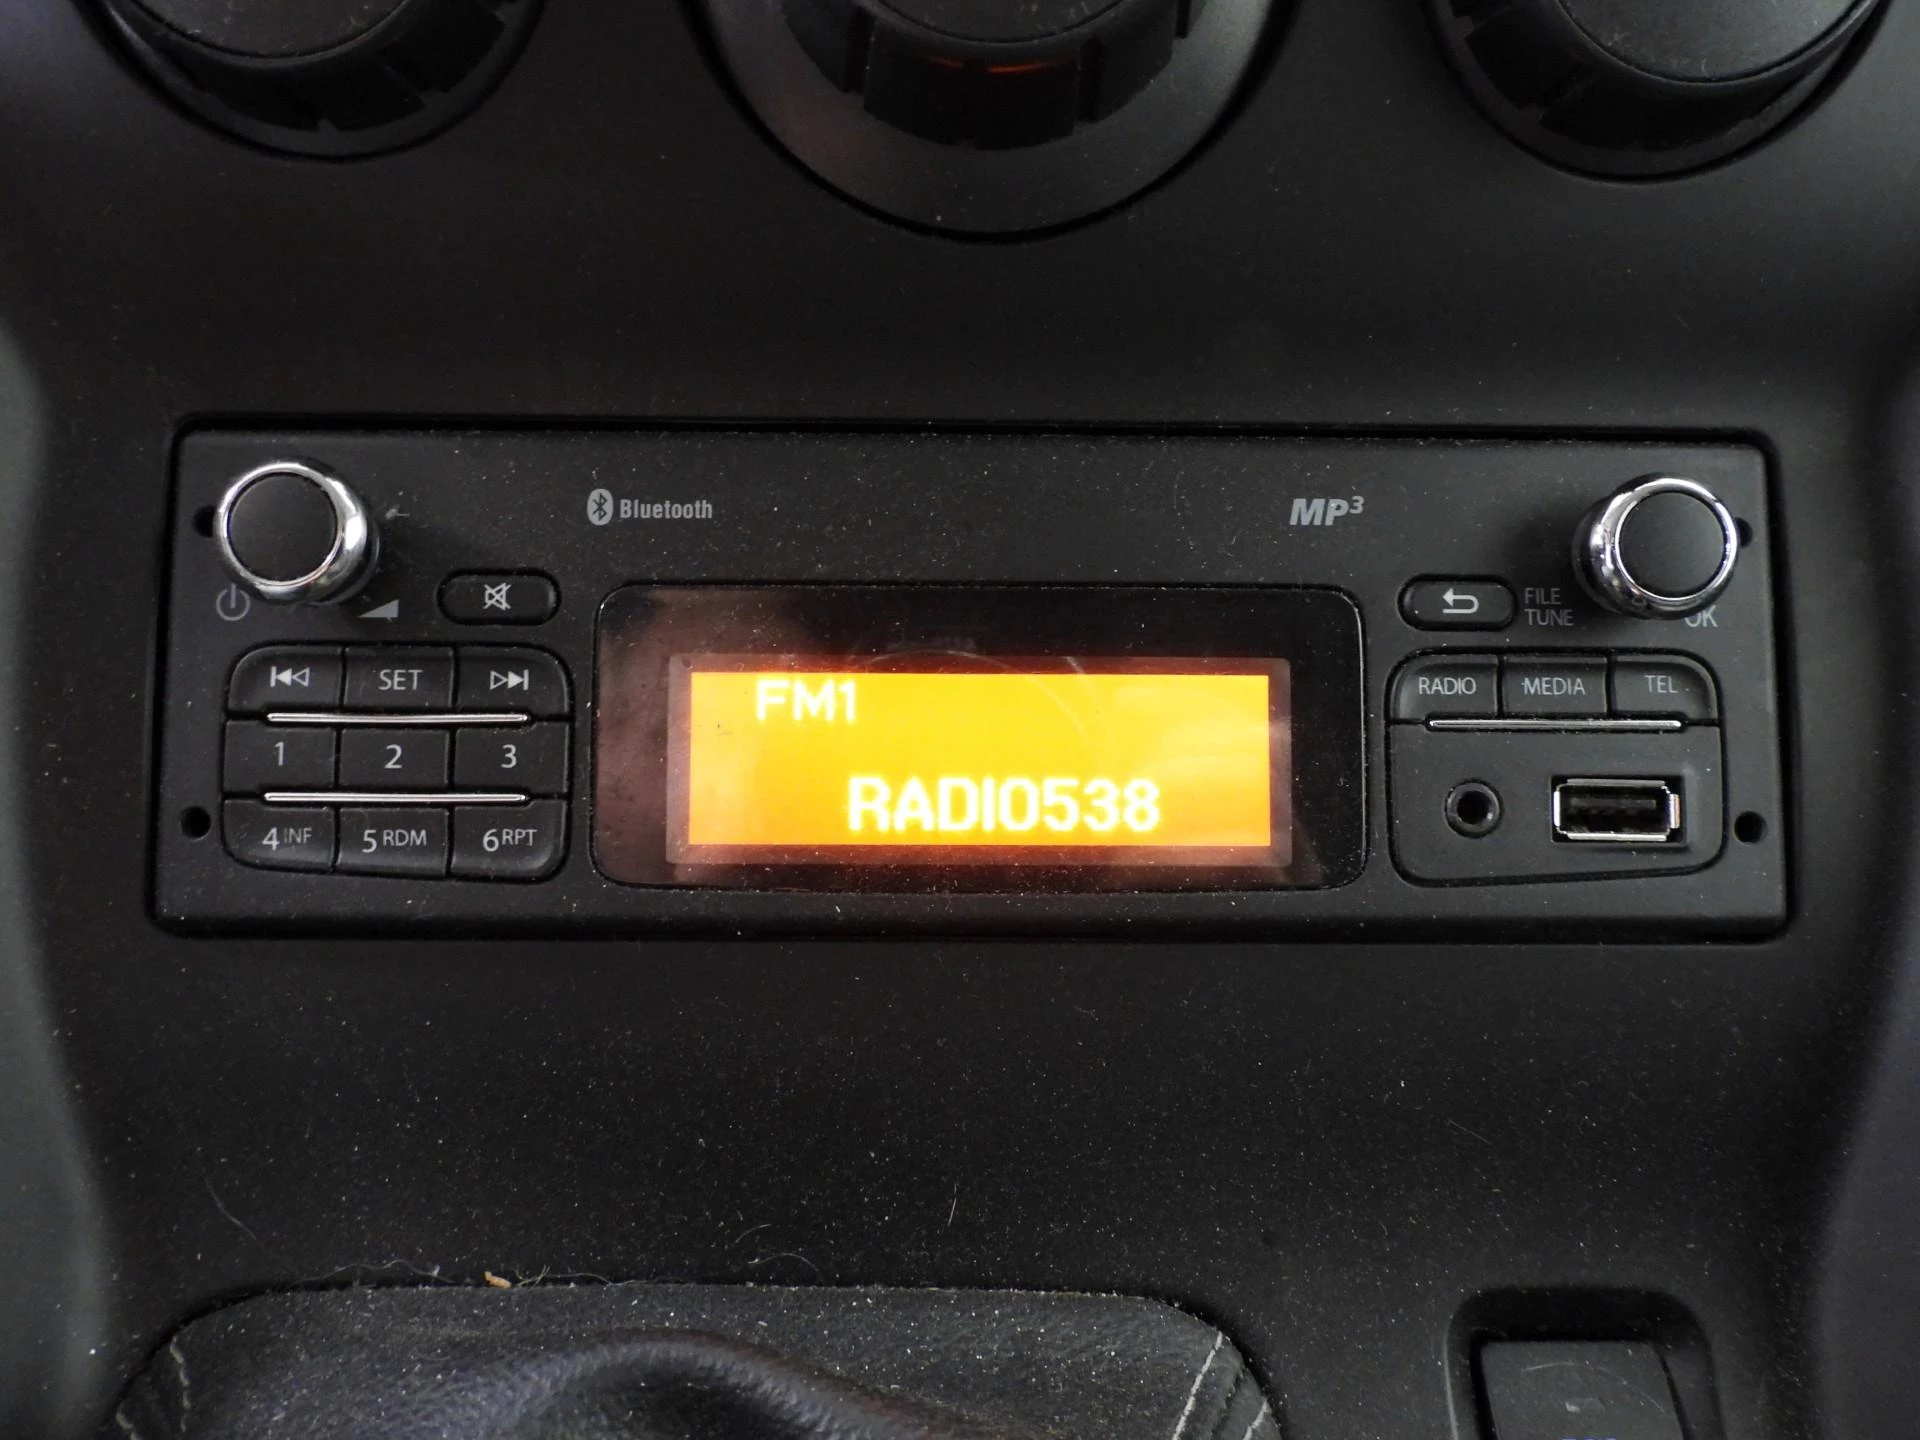 Bluetooth
MP3
FILE
TUNE
OK
SET
RADIO
MEDIA
TEL
FM1
1
2
3
RADIO538
4 INF
5 RDM
6 RPT